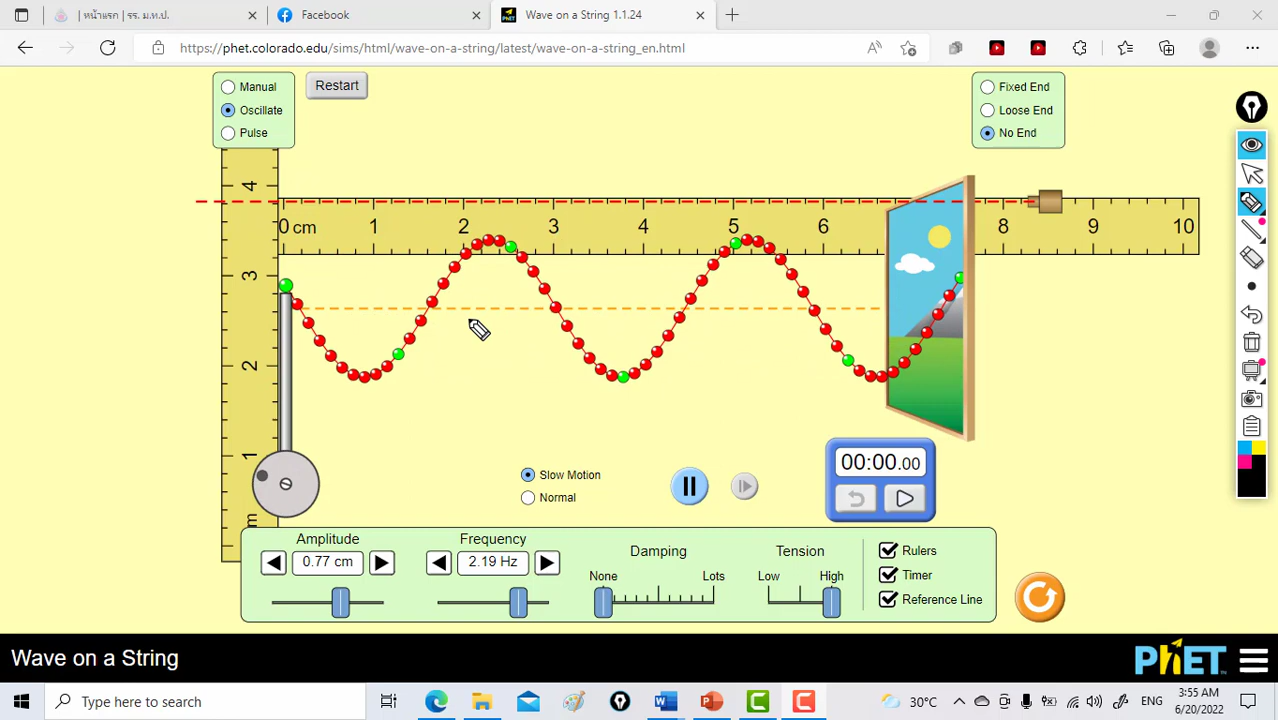 หน้าแรก | รร. ม.ป.
Facebook
Wave on a String 1.1.24
https://phet.colorado.edu/sims/html/wave-on-a-string/latest/wave-on-a-string_en.html
Manual
Oscillate
Pulse
Restart
Fixed End
Loose End
No End
4
3
2
1
0 cm 1 2 3 4 5 6 8 9 10
00:00.00
Slow Motion
Normal
Amplitude
0.77 cm
Frequency
2.19 Hz
Damping
None Lots
Tension
Low High
Rulers
Timer
Reference Line
Wave on a String
PhET
Type here to search
30°C
ENG
3:55 AM
6/20/2022